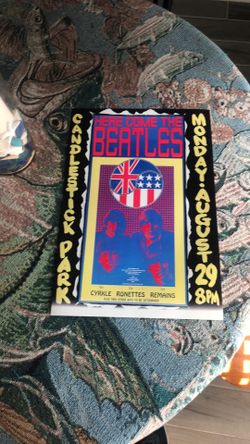 HERE COME THE
BEATLES
CANDLESTICK PARK
MONDAY·AUGUST 29 8PM
CYRKLE RONETTES REMAINS